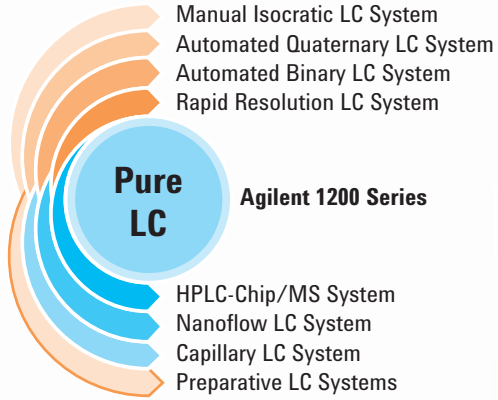 Manual Isocratic LC System
Automated Quaternary LC System
Automated Binary LC System
Rapid Resolution LC System
Pure
LC
Agilent 1200 Series
HPLC-Chip/MS System
Nanoflow LC System
Capillary LC System
Preparative LC Systems